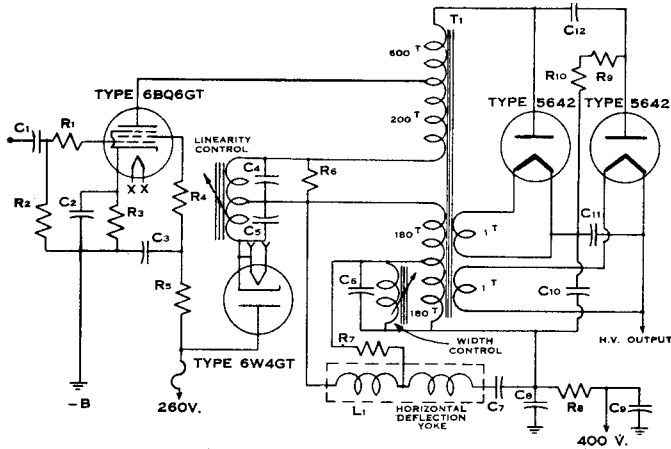 T1
C12
600 T
R10
R9
TYPE 6BQ6GT
TYPE 5642
TYPE 5642
C1
R1
200 T
LINEARITY
CONTROL
X X
C4
R6
R2
C2
R3
R4
C3
C5
180 T
1 T
C11
R5
C6
180 T
1 T
C10
TYPE 6W4GT
R7
WIDTH
CONTROL
H.V. OUTPUT
-B
260V.
L1
HORIZONTAL
DEFLECTION
YOKE
C7
C8
R8
C9
400 V.